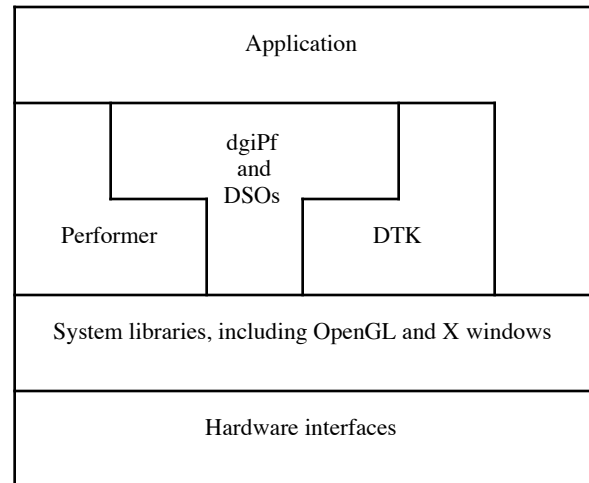 Application
dgiPf
and
DSOs
Performer
DTK
System libraries, including OpenGL and X windows
Hardware interfaces